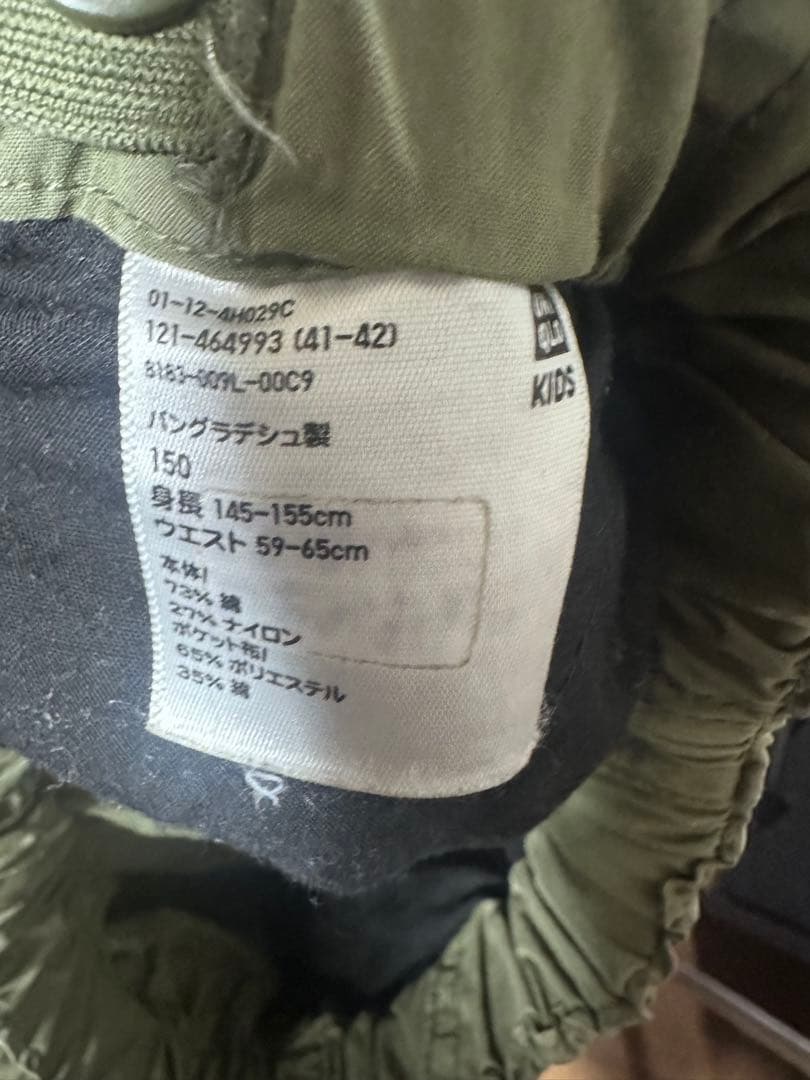 01-12-4H029C
121-464993 (41-42)
8183-009L-00C9
UNI
QLO
KIDS
バングラデシュ製
150
身長 145-155cm
ウエスト 59-65cm
本体/
73% 綿
27% ナイロン
ポケット布/
65% ポリエステル
35% 綿